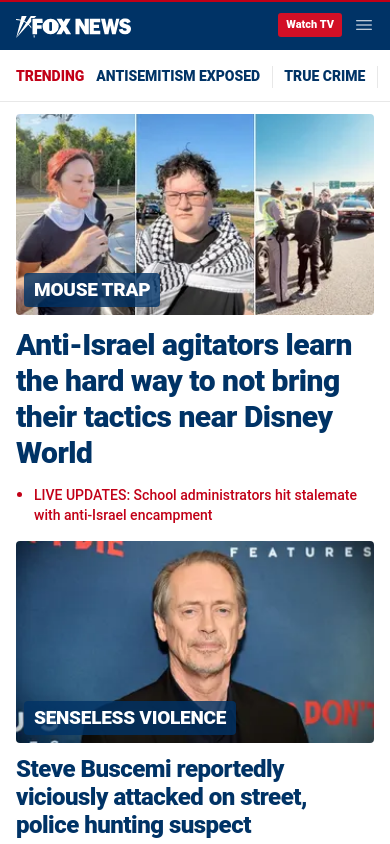 FOX NEWS
Watch TV
TRENDING ANTISEMITISM EXPOSED TRUE CRIME
MOUSE TRAP
Anti-Israel agitators learn
the hard way to not bring
their tactics near Disney
World
• LIVE UPDATES: School administrators hit stalemate
with anti-Israel encampment
DIE
FEATURES
DON'T
SENSELESS VIOLENCE
Steve Buscemi reportedly
viciously attacked on street,
police hunting suspect